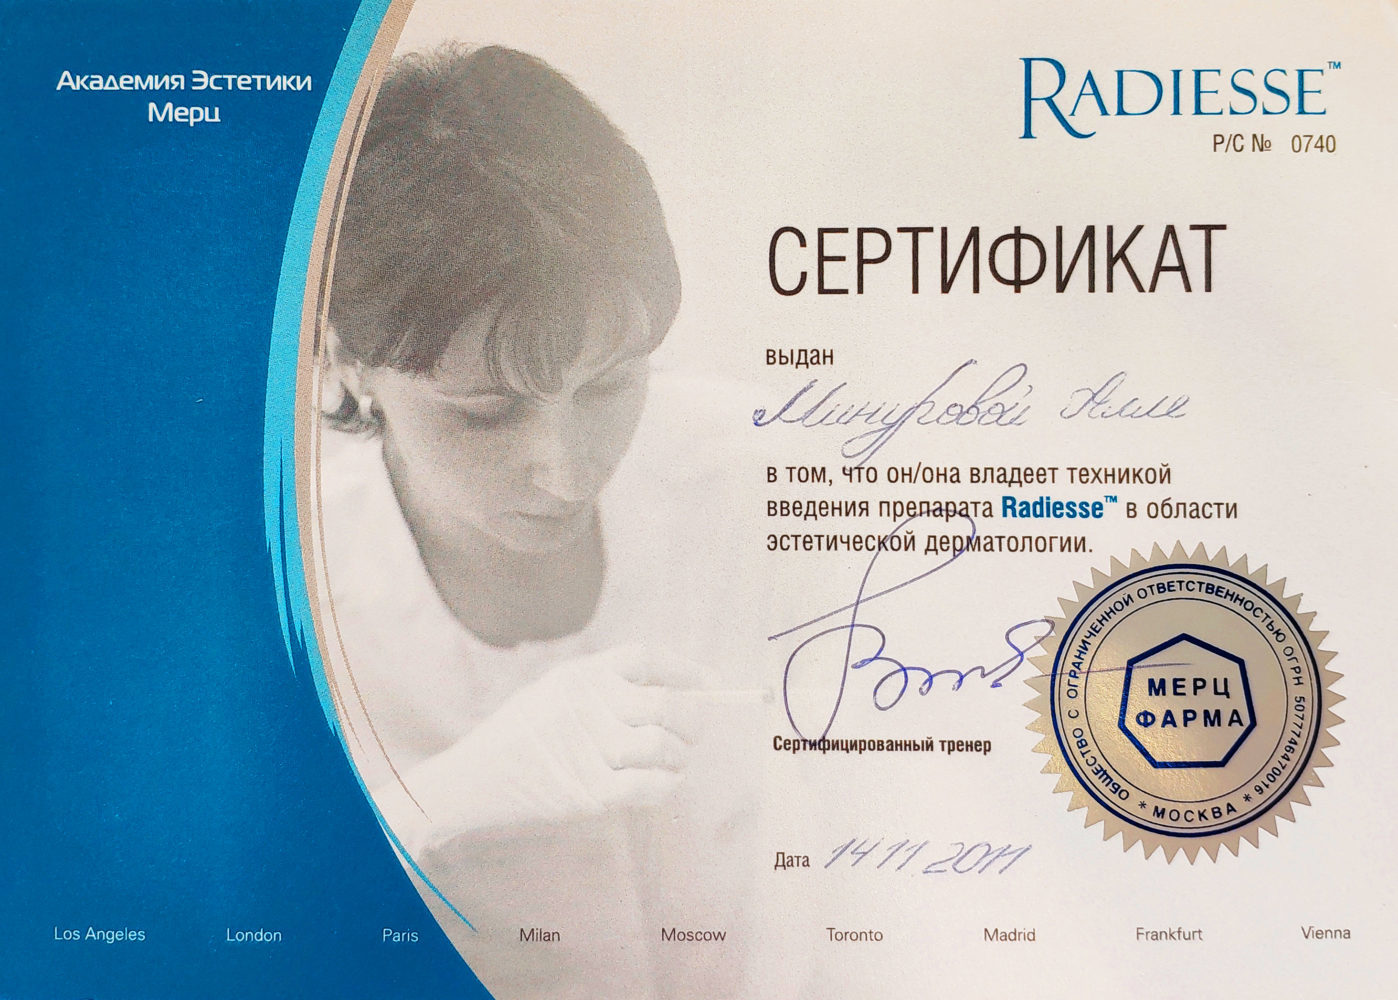 Академия Эстетики
Мерц
RADIESSE™
P/C № 0740
СЕРТИФИКАТ
выдан
Минуровой Алле
в том, что он/она владеет техникой
введения препарата Radiesse™ в области
эстетической дерматологии.
Сертифицированный тренер
ОБЩЕСТВО С ОГРАНИЧЕННОЙ ОТВЕТСТВЕННОСТЬЮ ОГРН 5077746470016
МЕРЦ
ФАРМА
* МОСКВА *
Дата 14 11 2011
Los Angeles London Paris Milan Moscow Toronto Madrid Frankfurt Vienna